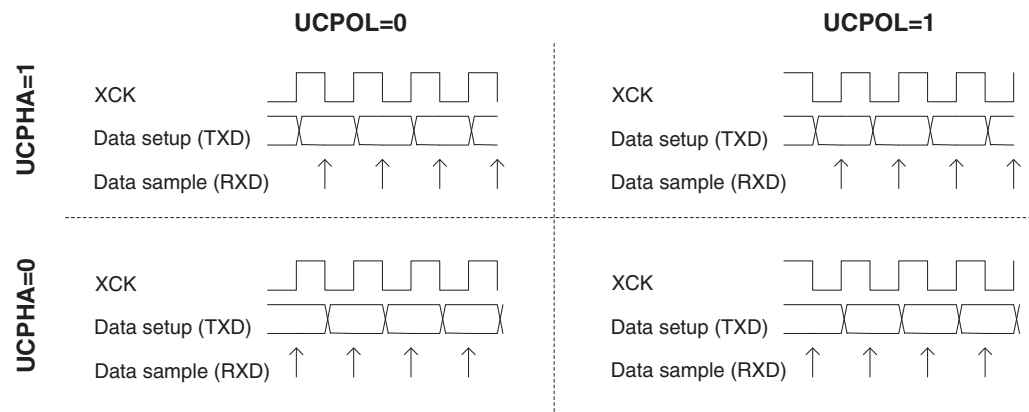 UCPOL=0
UCPOL=1
UCPHA=1
XCK
Data setup (TXD)
Data sample (RXD)
XCK
Data setup (TXD)
Data sample (RXD)
UCPHA=0
XCK
Data setup (TXD)
Data sample (RXD)
XCK
Data setup (TXD)
Data sample (RXD)